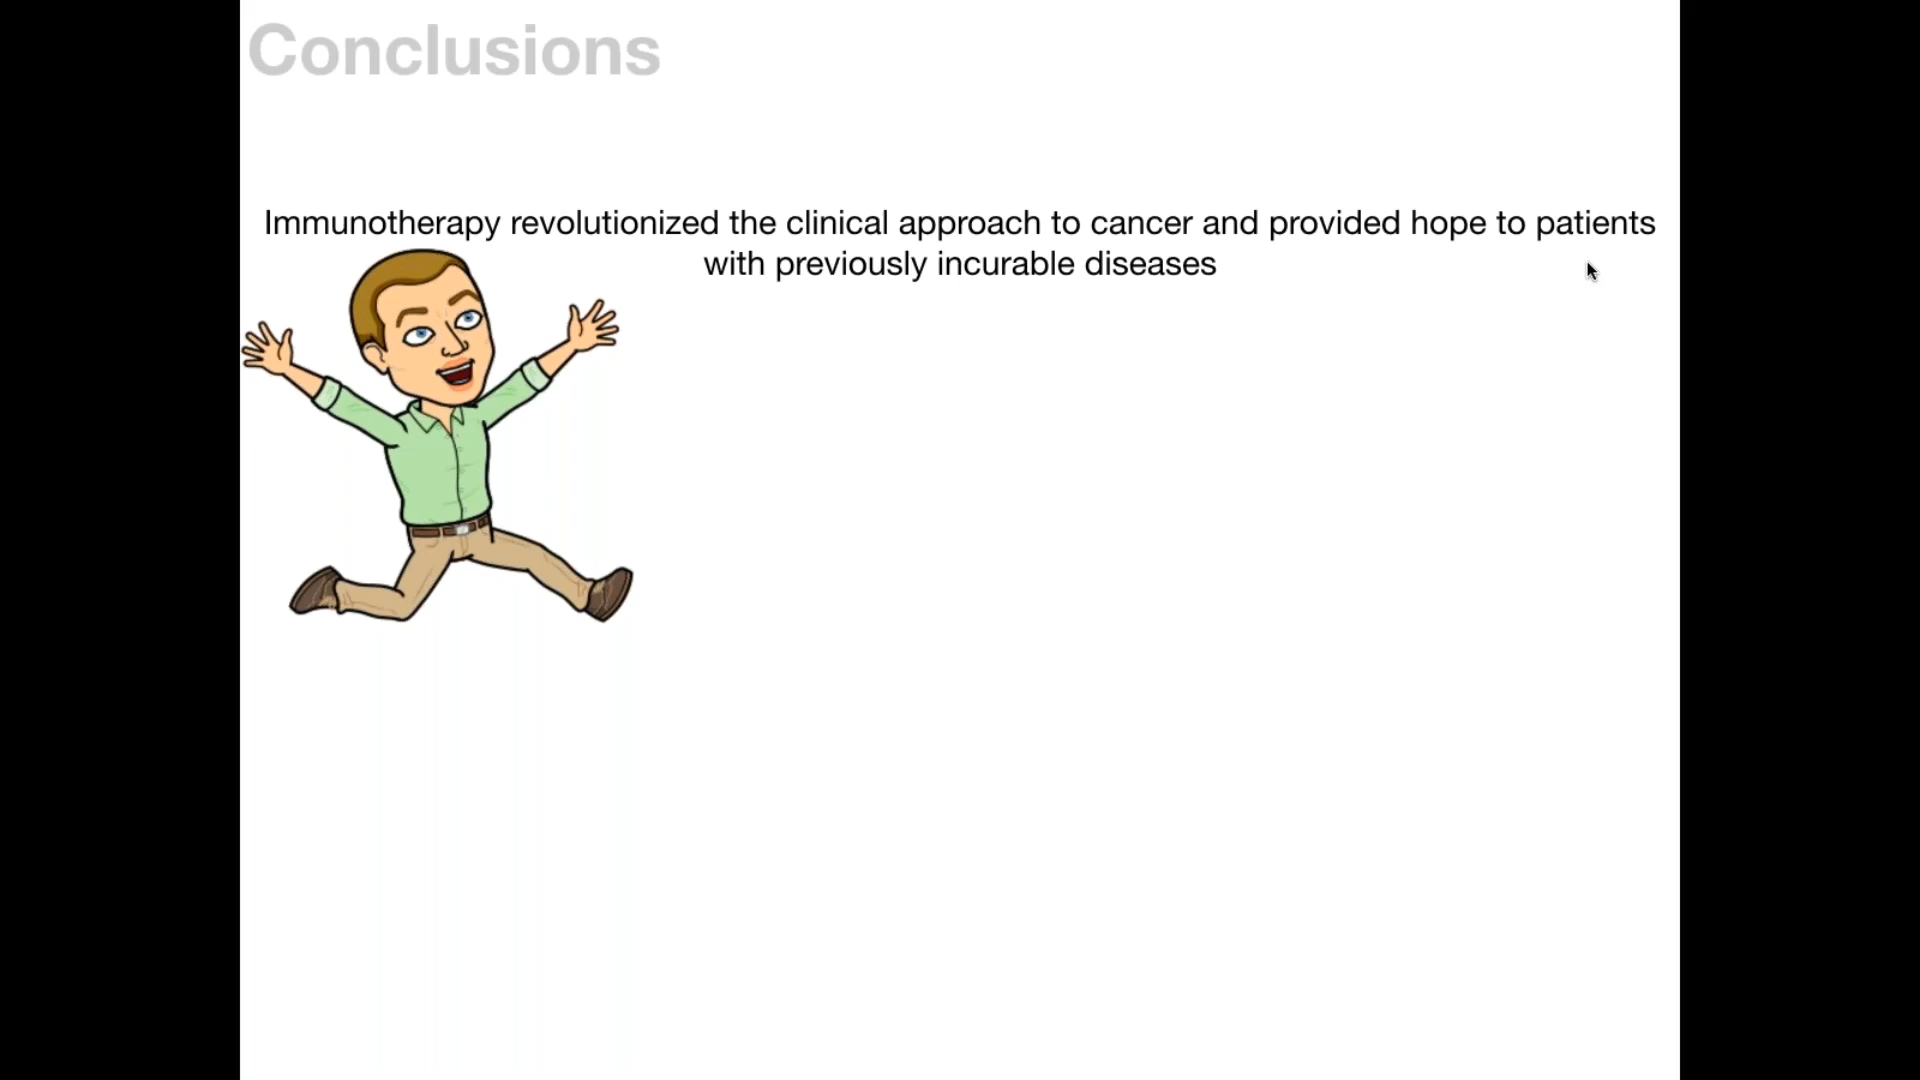 Conclusions
Immunotherapy revolutionized the clinical approach to cancer and provided hope to patients
with previously incurable diseases